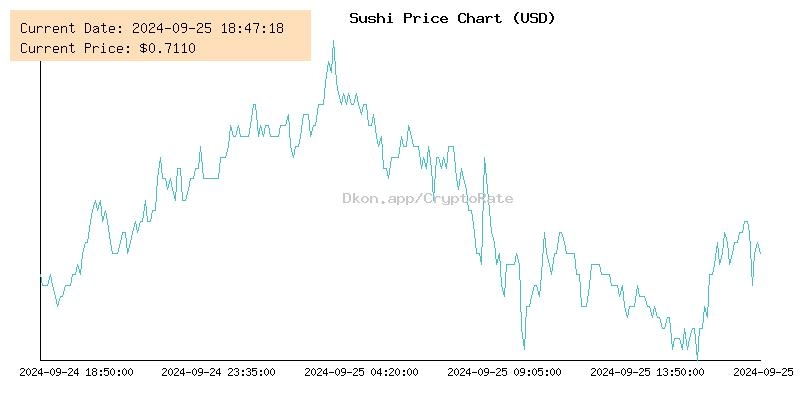 Sushi Price Chart (USD)
Current Date: 2024-09-25 18:47:18
Current Price: $0.7110
Dkon.app/CryptoRate
2024-09-24 18:50:00 2024-09-24 23:35:00 2024-09-25 04:20:00 2024-09-25 09:05:00 2024-09-25 13:50:00 2024-09-25